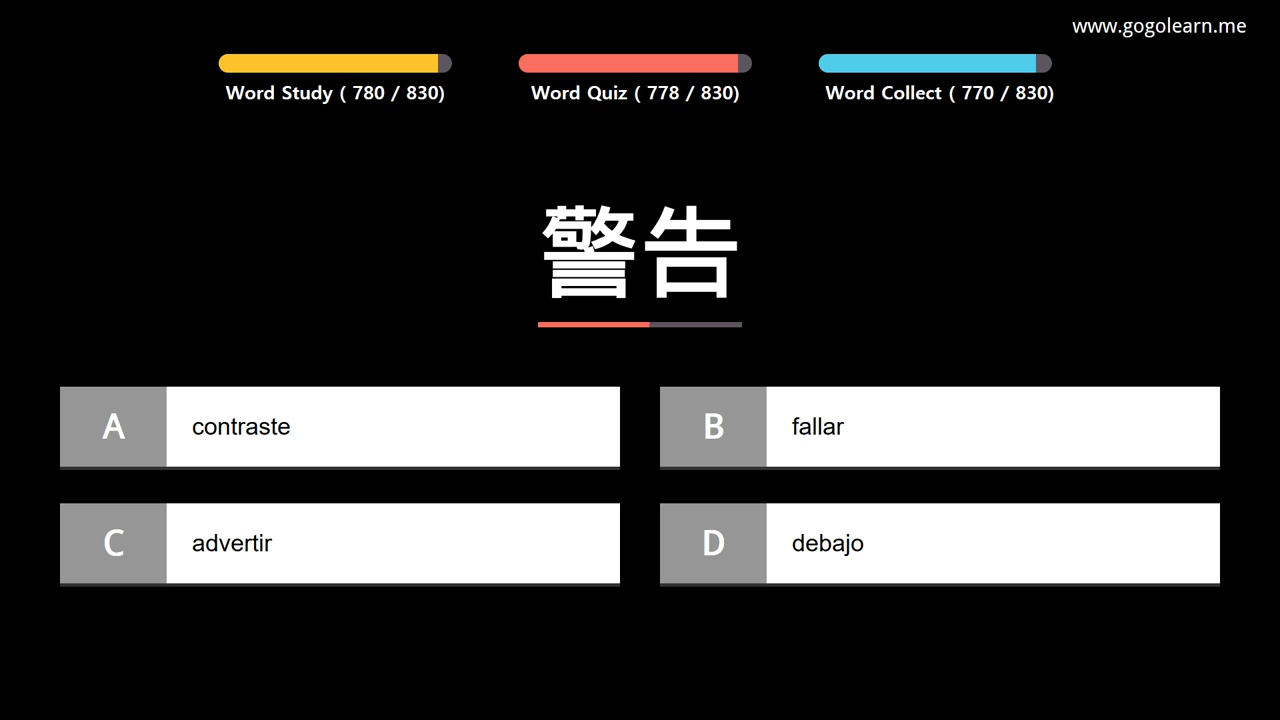 www.gogolearn.me
Word Study ( 780 / 830)
Word Quiz ( 778 / 830)
Word Collect ( 770 / 830)
警告
A contraste
B fallar
C advertir
D debajo